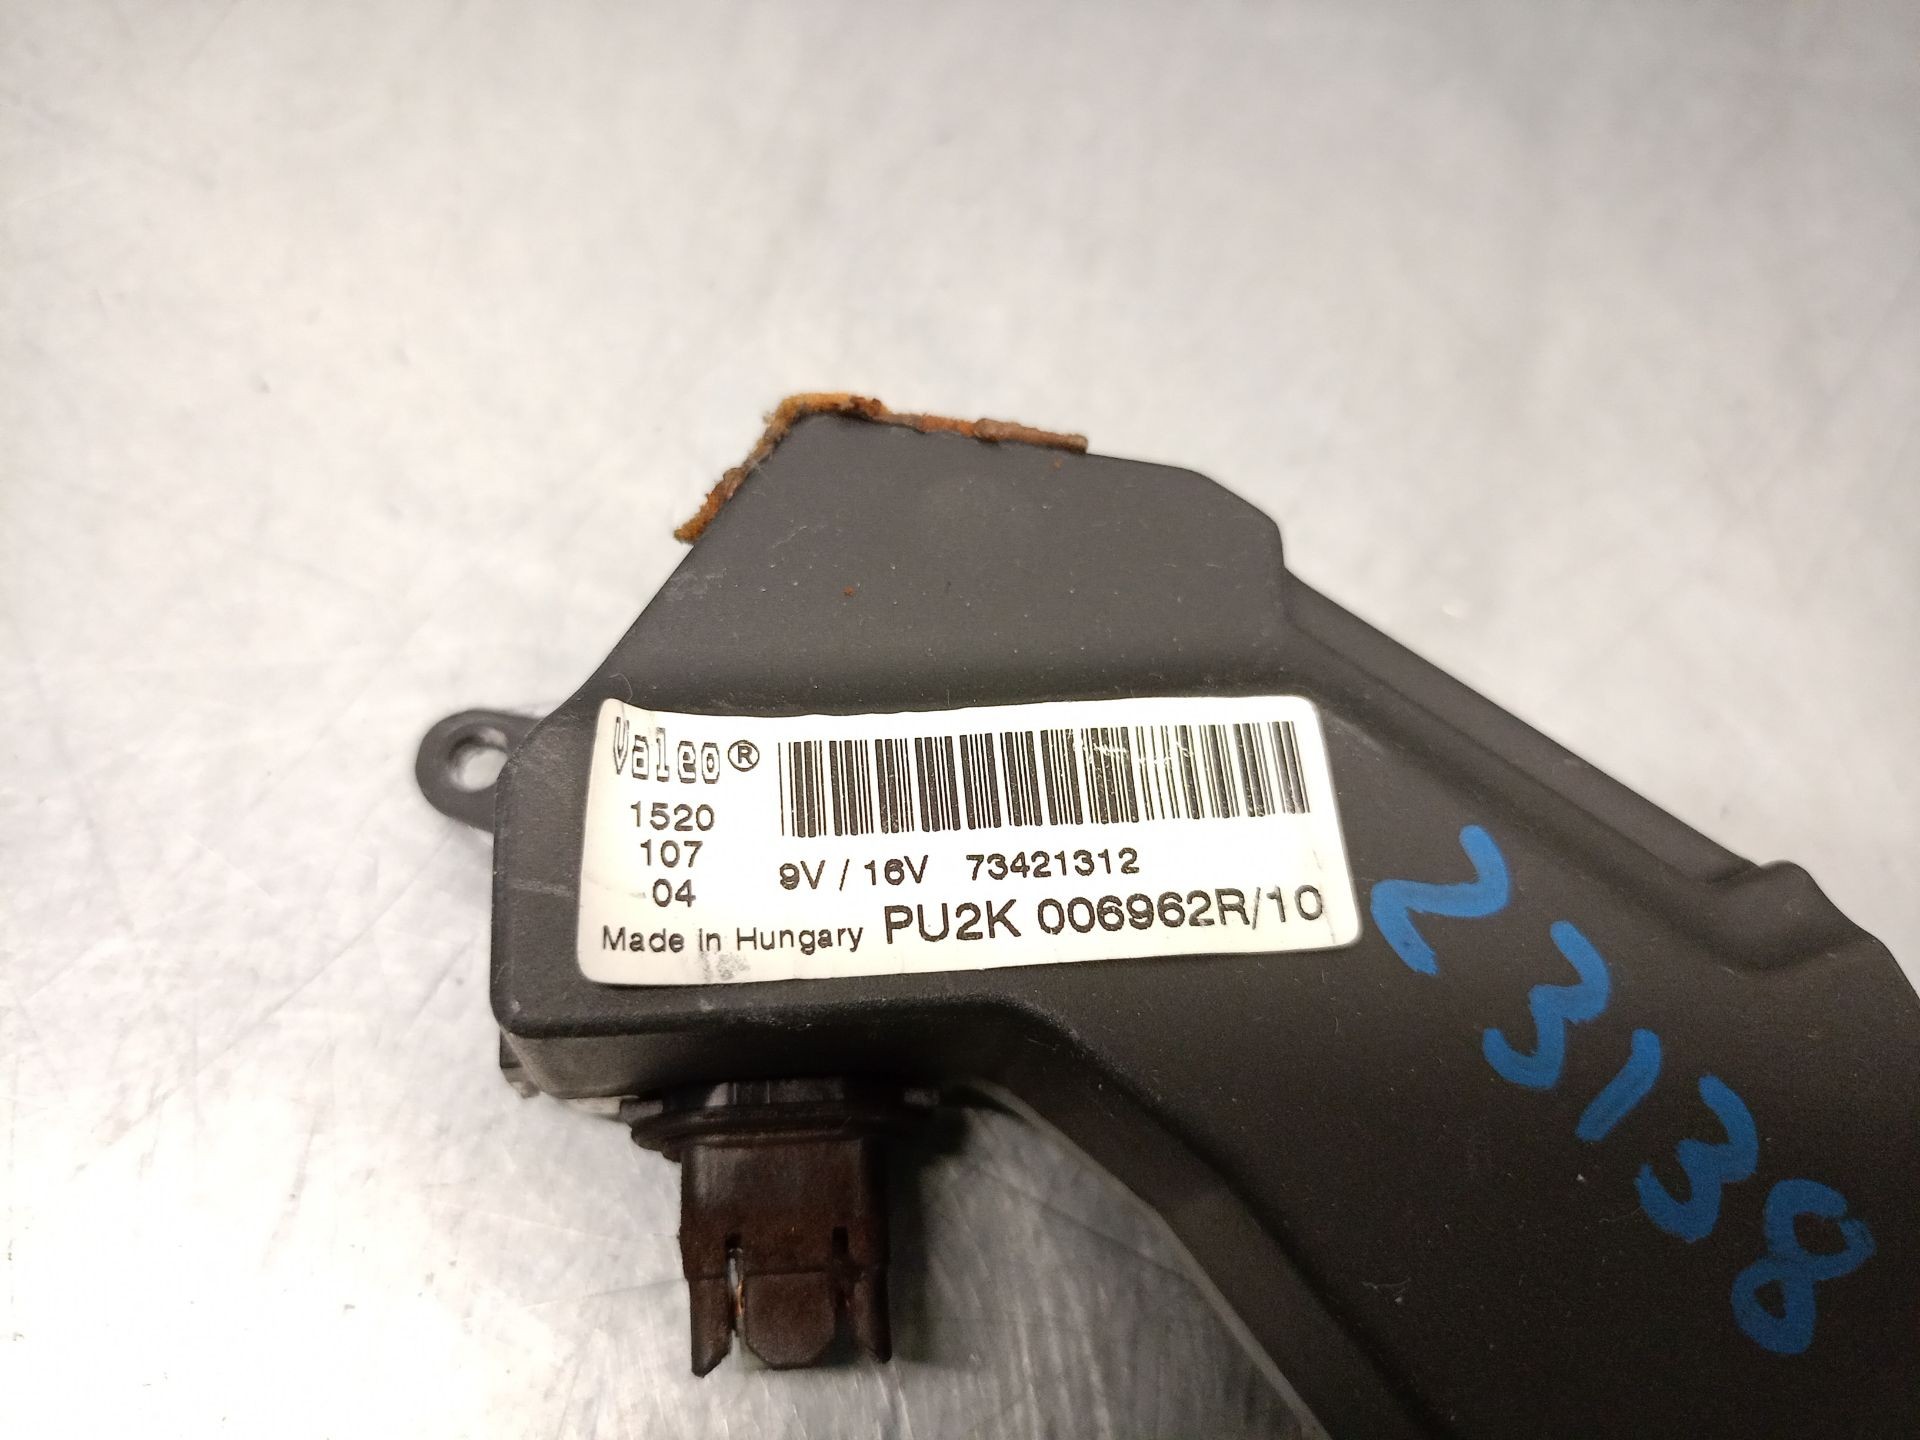 Valeo®
1520
107
04
9V / 16V 73421312
Made in Hungary PU2K 006962R/10
23138